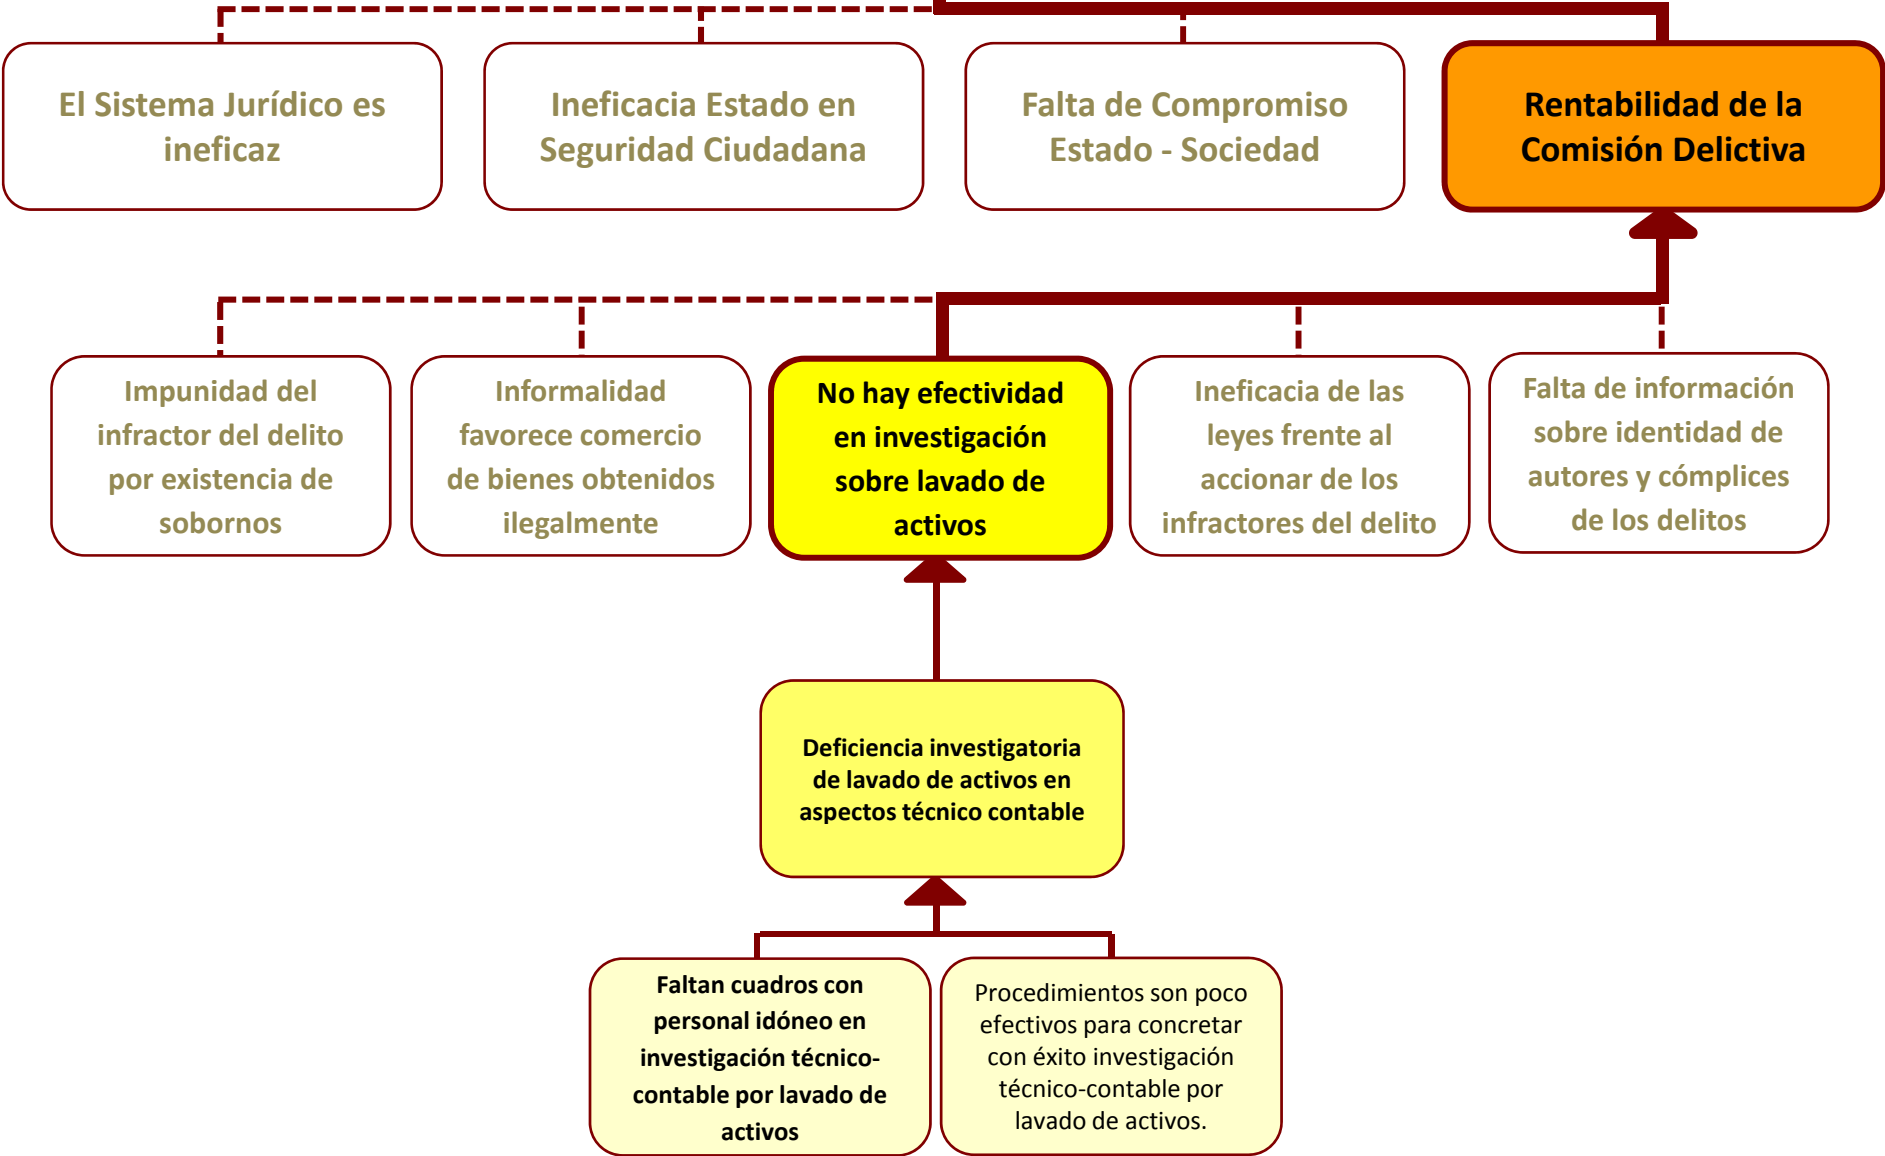 El Sistema Jurídico es
ineficaz
Ineficacia Estado en
Seguridad Ciudadana
Falta de Compromiso
Estado - Sociedad
Rentabilidad de la
Comisión Delictiva
Impunidad del
infractor del delito
por existencia de
sobornos
Informalidad
favorece comercio
de bienes obtenidos
ilegalmente
No hay efectividad
en investigación
sobre lavado de
activos
Ineficacia de las
leyes frente al
accionar de los
infractores del delito
Falta de información
sobre identidad de
autores y cómplices
de los delitos
Deficiencia investigatoria
de lavado de activos en
aspectos técnico contable
Faltan cuadros con
personal idóneo en
investigación técnico-
contable por lavado de
activos
Procedimientos son poco
efectivos para concretar
con éxito investigación
técnico-contable por
lavado de activos.